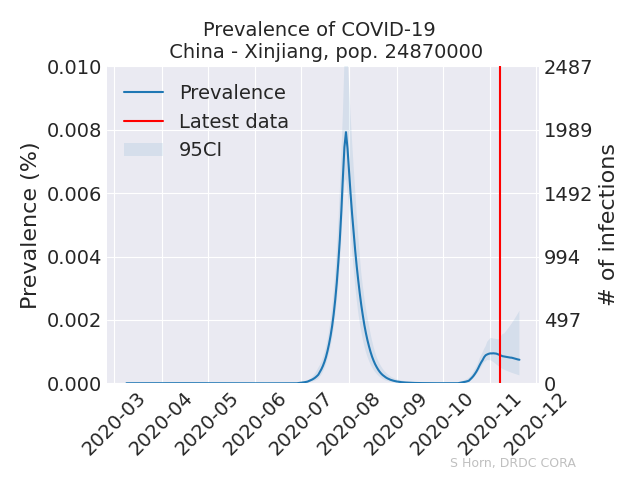 Prevalence of COVID-19
China - Xinjiang, pop. 24870000
Prevalence
Latest data
95CI
Prevalence (%)
0.010
0.008
0.006
0.004
0.002
0.000
2487
1989
1492
994
497
0
# of infections
2020-03
2020-04
2020-05
2020-06
2020-07
2020-08
2020-09
2020-10
2020-11
2020-12
S Horn, DRDC CORA